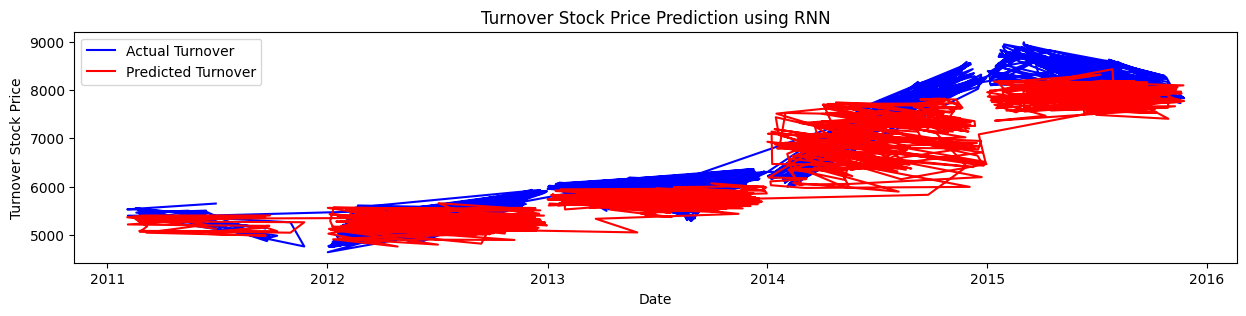 Turnover Stock Price Prediction using RNN
Actual Turnover
Predicted Turnover
Turnover Stock Price
9000
8000
7000
6000
5000
2011 2012 2013 2014 2015 2016
Date